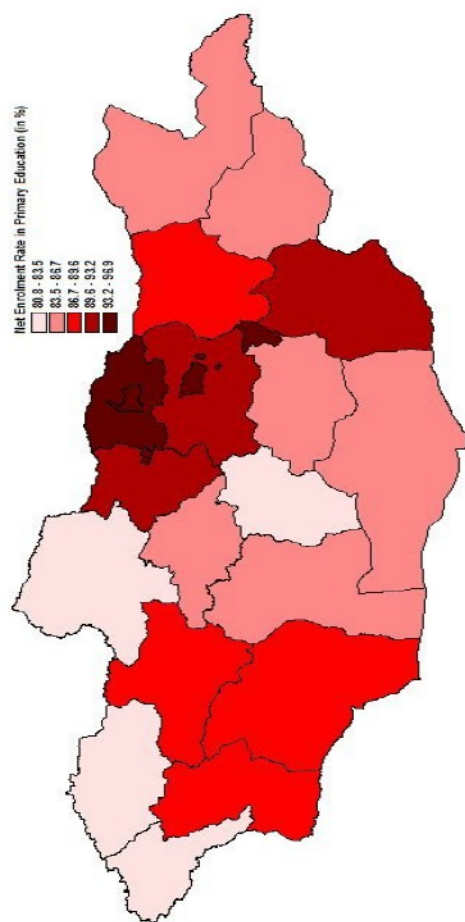 Net Enrolment Rate in Primary Education (in %)
80.8 - 83.5
83.5 - 86.7
86.7 - 89.6
89.6 - 93.2
93.2 - 96.9